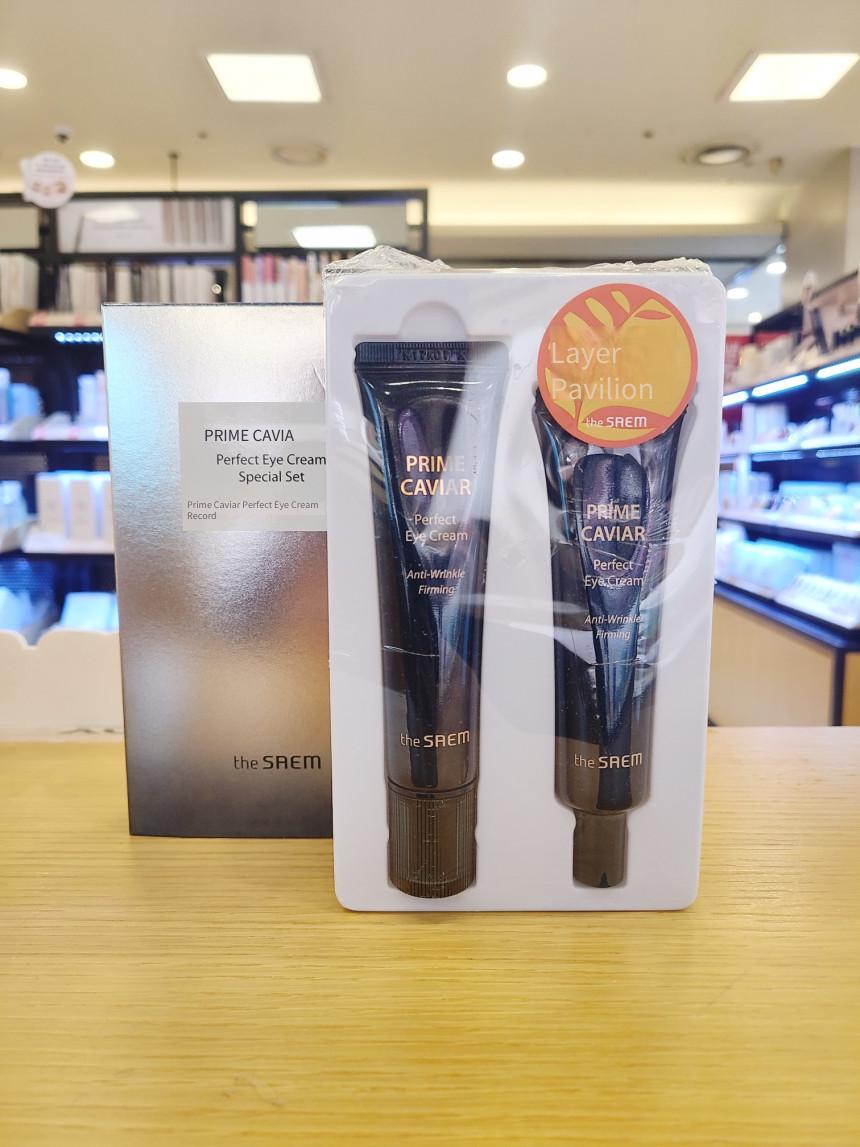 PRIME CAVIA
Perfect Eye Cream
Special Set
Prime Caviar Perfect Eye Cream
Record
the SAEM
PRIME
CAVIAR
Perfect
Eye Cream
Anti-Wrinkle
Firming
the SAEM
Layer
Pavilion
the SAEM
PRIME
CAVIAR
Perfect
Eye Cream
Anti-Wrinkle
Firming
the SAEM